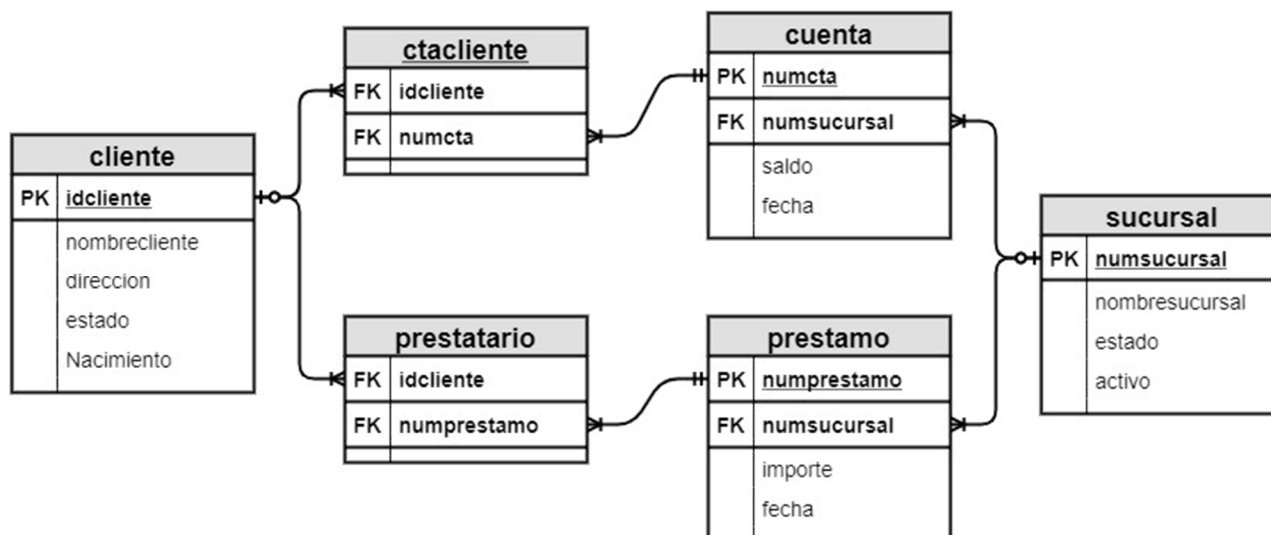 cliente
PK idcliente
nombrecliente
direccion
estado
Nacimiento
ctacliente
FK idcliente
FK numcta
prestatario
FK idcliente
FK numprestamo
cuenta
PK numcta
FK numsucursal
saldo
fecha
prestamo
PK numprestamo
FK numsucursal
importe
fecha
sucursal
PK numsucursal
nombresucursal
estado
activo